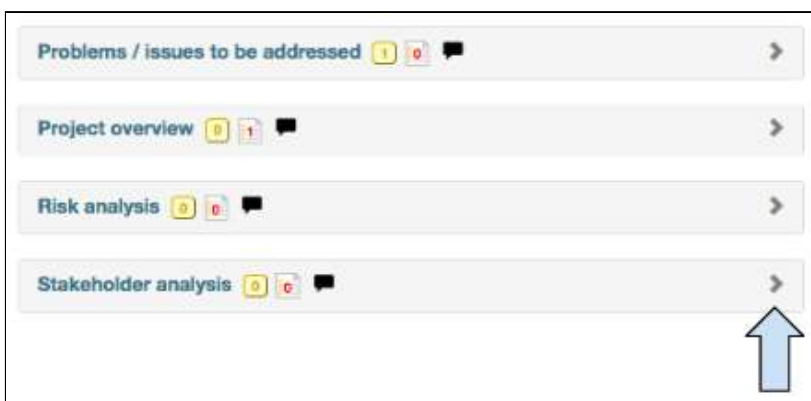 Problems / issues to be addressed 1 0
Project overview 0 1
Risk analysis 0 0
Stakeholder analysis 0 0